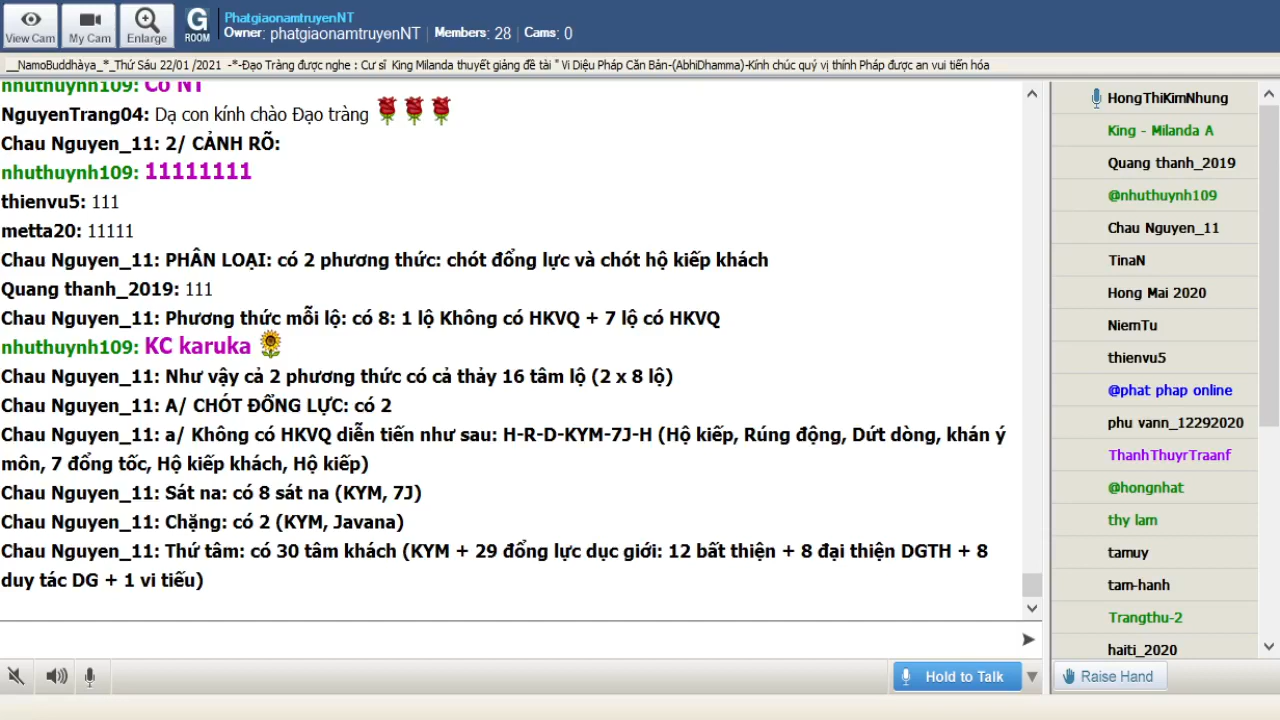 View Cam
My Cam
Enlarge
G
ROOM
PhatgiaonamtruyenNT
Owner: phatgiaonamtruyenNT | Members: 28 | Cams: 0
__NamoBuddhàya_*_Thứ Sáu 22/01 /2021 -*-Đạo Tràng được nghe : Cư sĩ King Milanda thuyết giảng đề tài " Vi Diệu Pháp Căn Bản-(AbhiDhamma)-Kính chúc quý vị thính Pháp được an vui tiến hóa
nhuthuynh109: Co NT
NguyenTrang04: Dạ con kính chào Đạo tràng
Chau Nguyen_11: 2/ CẢNH RÕ:
nhuthuynh109: 11111111
thienvu5: 111
metta20: 11111
Chau Nguyen_11: PHÂN LOẠI: có 2 phương thức: chót đổng lực và chót hộ kiếp khách
Quang thanh_2019: 111
Chau Nguyen_11: Phương thức mỗi lộ: có 8: 1 lộ Không có HKVQ + 7 lộ có HKVQ
nhuthuynh109: KC karuka
Chau Nguyen_11: Như vậy cả 2 phương thức có cả thảy 16 tâm lộ (2 x 8 lộ)
Chau Nguyen_11: A/ CHÓT ĐỔNG LỰC: có 2
Chau Nguyen_11: a/ Không có HKVQ diễn tiến như sau: H-R-D-KYM-7J-H (Hộ kiếp, Rúng động, Dứt dòng, khán ý
môn, 7 đổng tốc, Hộ kiếp khách, Hộ kiếp)
Chau Nguyen_11: Sát na: có 8 sát na (KYM, 7J)
Chau Nguyen_11: Chặng: có 2 (KYM, Javana)
Chau Nguyen_11: Thứ tâm: có 30 tâm khách (KYM + 29 đổng lực dục giới: 12 bất thiện + 8 đại thiện DGTH + 8
duy tác DG + 1 vi tiếu)
Hold to Talk
HongThiKimNhung
King - Milanda A
Quang thanh_2019
@nhuthuynh109
Chau Nguyen_11
TinaN
Hong Mai 2020
NiemTu
thienvu5
@phat phap online
phu vann_12292020
ThanhThuyrTraanf
@hongnhat
thy lam
tamuy
tam-hanh
Trangthu-2
haiti_2020
Raise Hand